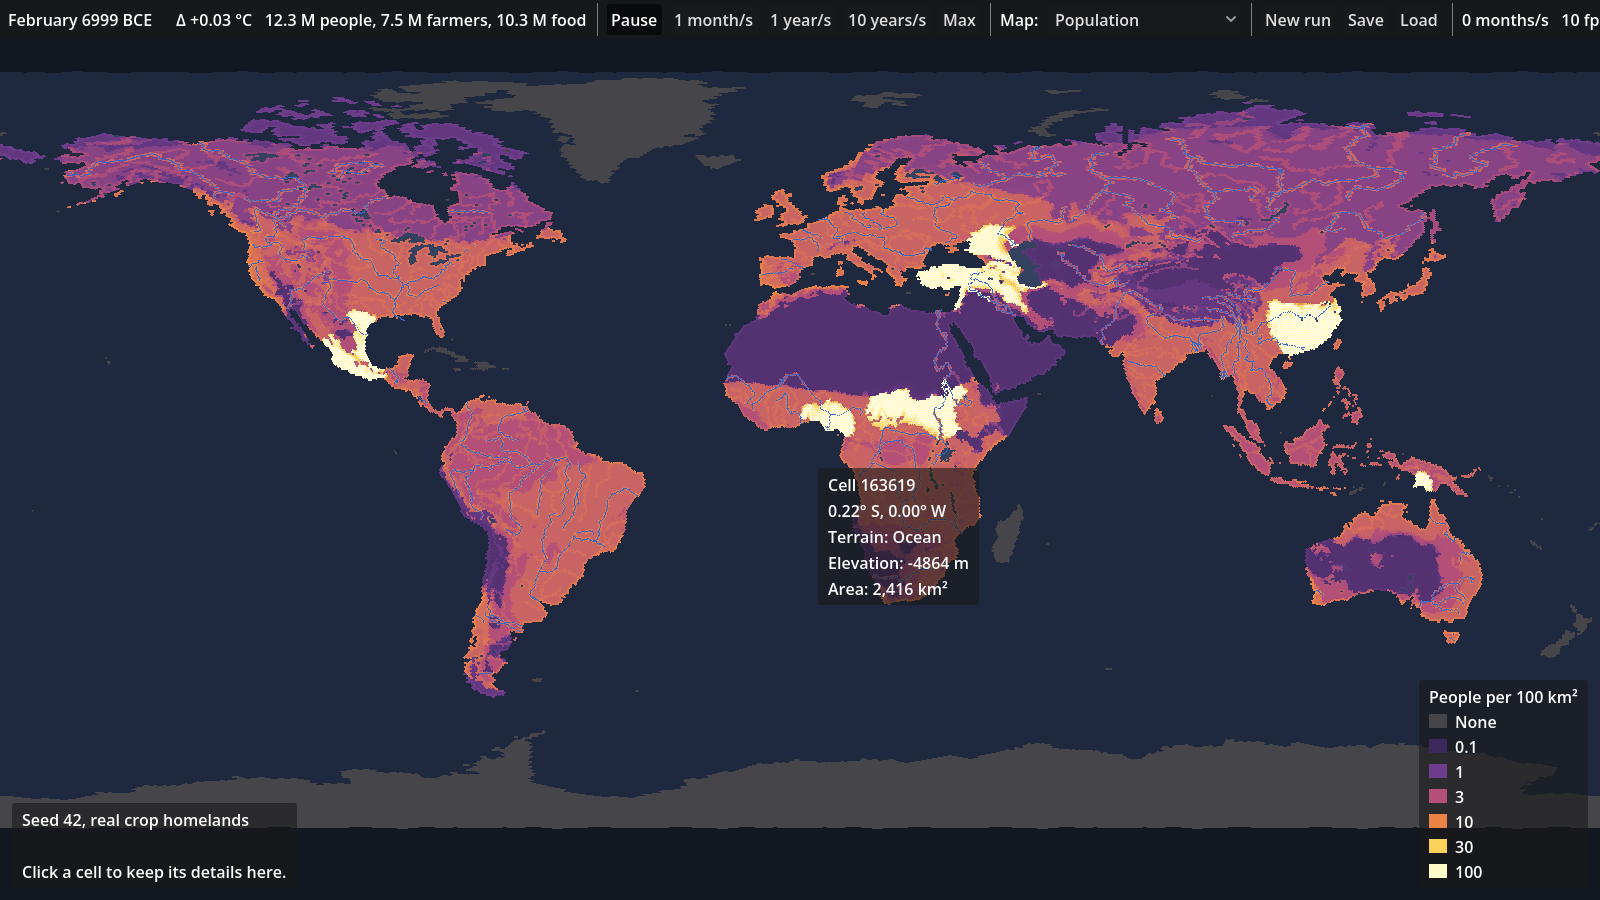 February 6999 BCE Δ +0.03 °C 12.3 M people, 7.5 M farmers, 10.3 M food Pause 1 month/s 1 year/s 10 years/s Max Map: Population New run Save Load 0 months/s 10 fp
Cell 163619
0.22° S, 0.00° W
Terrain: Ocean
Elevation: -4864 m
Area: 2,416 km²
People per 100 km²
None
0.1
1
3
10
30
100
Seed 42, real crop homelands
Click a cell to keep its details here.